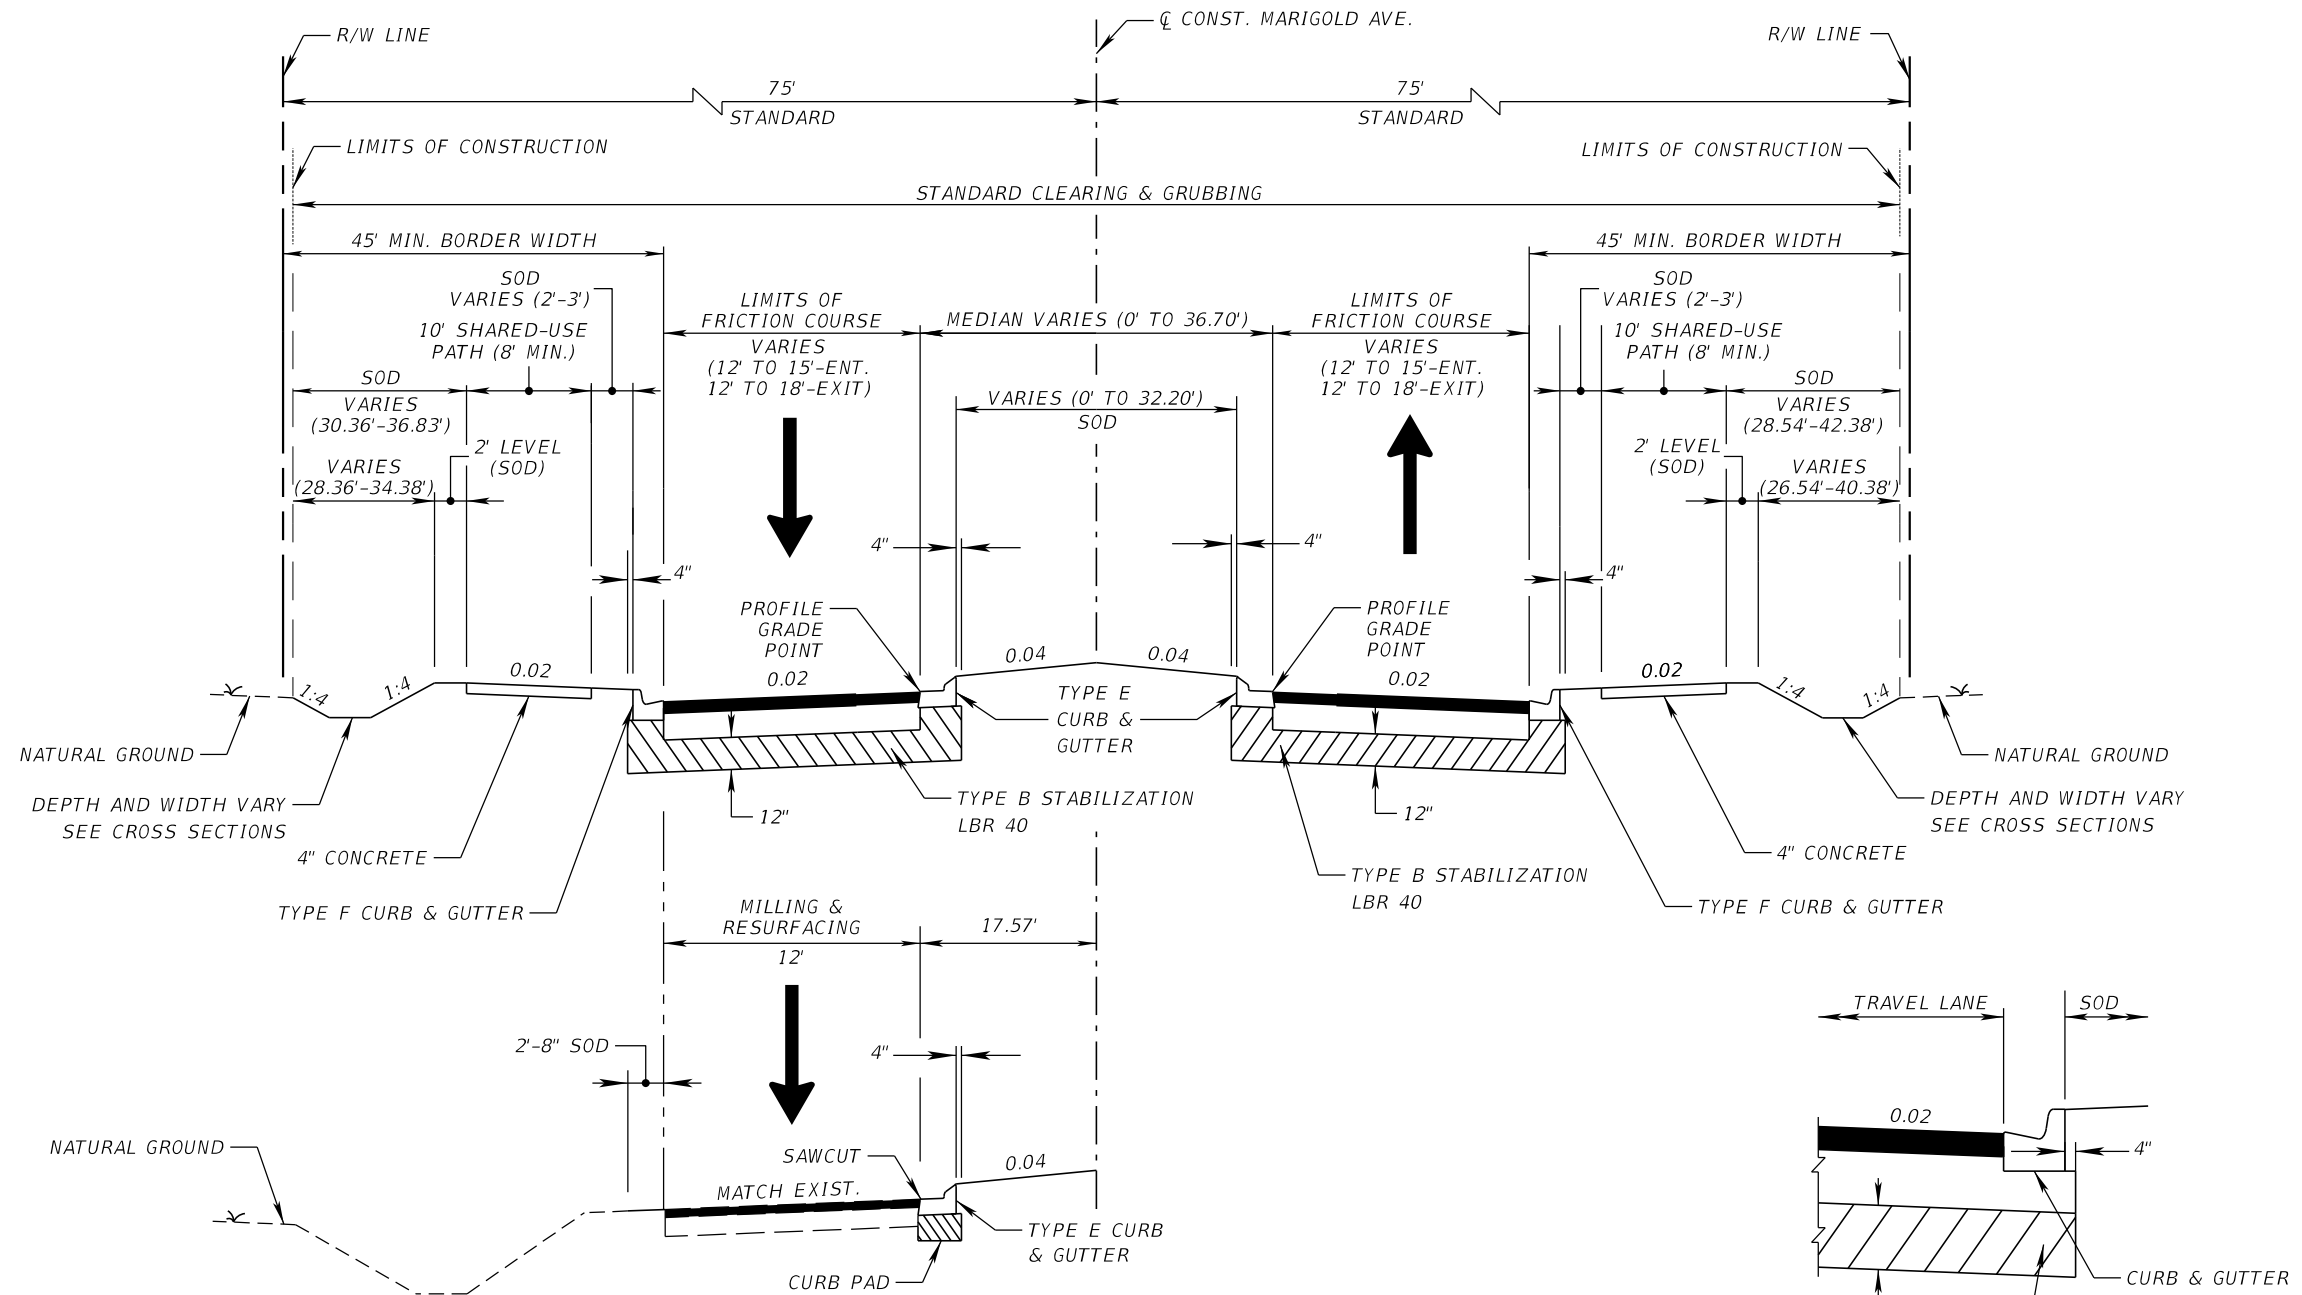 ℄ CONST. MARIGOLD AVE.
R/W LINE
R/W LINE
75'
STANDARD
75'
STANDARD
LIMITS OF CONSTRUCTION
LIMITS OF CONSTRUCTION
STANDARD CLEARING & GRUBBING
45' MIN. BORDER WIDTH
45' MIN. BORDER WIDTH
SOD
VARIES (2'-3')
10' SHARED-USE
PATH (8' MIN.)
SOD
VARIES
(30.36'-36.83')
2' LEVEL
(SOD)
VARIES
(28.36'-34.38')
LIMITS OF
FRICTION COURSE
VARIES
(12' TO 15'-ENT.
12' TO 18'-EXIT)
MEDIAN VARIES (0' TO 36.70')
VARIES (0' TO 32.20')
SOD
LIMITS OF
FRICTION COURSE
VARIES
(12' TO 15'-ENT.
12' TO 18'-EXIT)
SOD
VARIES (2'-3')
10' SHARED-USE
PATH (8' MIN.)
SOD
VARIES
(28.54'-42.38')
2' LEVEL
(SOD)
VARIES
(26.54'-40.38')
4"
4"
4"
4"
PROFILE
GRADE
POINT
PROFILE
GRADE
POINT
1:4
1:4
0.02
0.02
0.04
0.04
0.02
0.02
1:4
1:4
TYPE E
CURB &
GUTTER
NATURAL GROUND
NATURAL GROUND
DEPTH AND WIDTH VARY
SEE CROSS SECTIONS
DEPTH AND WIDTH VARY
SEE CROSS SECTIONS
12"
TYPE B STABILIZATION
LBR 40
12"
4" CONCRETE
4" CONCRETE
TYPE B STABILIZATION
LBR 40
TYPE F CURB & GUTTER
TYPE F CURB & GUTTER
MILLING &
RESURFACING
12'
17.57'
2'-8" SOD
4"
NATURAL GROUND
SAWCUT
MATCH EXIST.
0.04
TYPE E CURB
& GUTTER
CURB PAD
TRAVEL LANE
SOD
0.02
4"
CURB & GUTTER